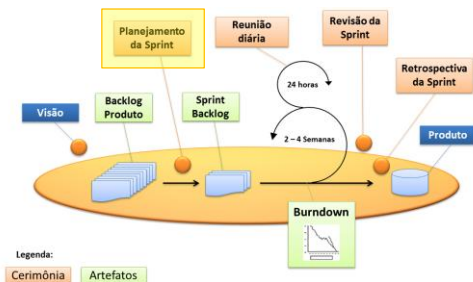 Planejamento
da Sprint
Reunião
diária
Revisão da
Sprint
24 horas
Retrospectiva
da Sprint
Visão
Backlog
Produto
Sprint
Backlog
2 – 4 Semanas
Produto
Burndown
Legenda:
Cerimônia
Artefatos